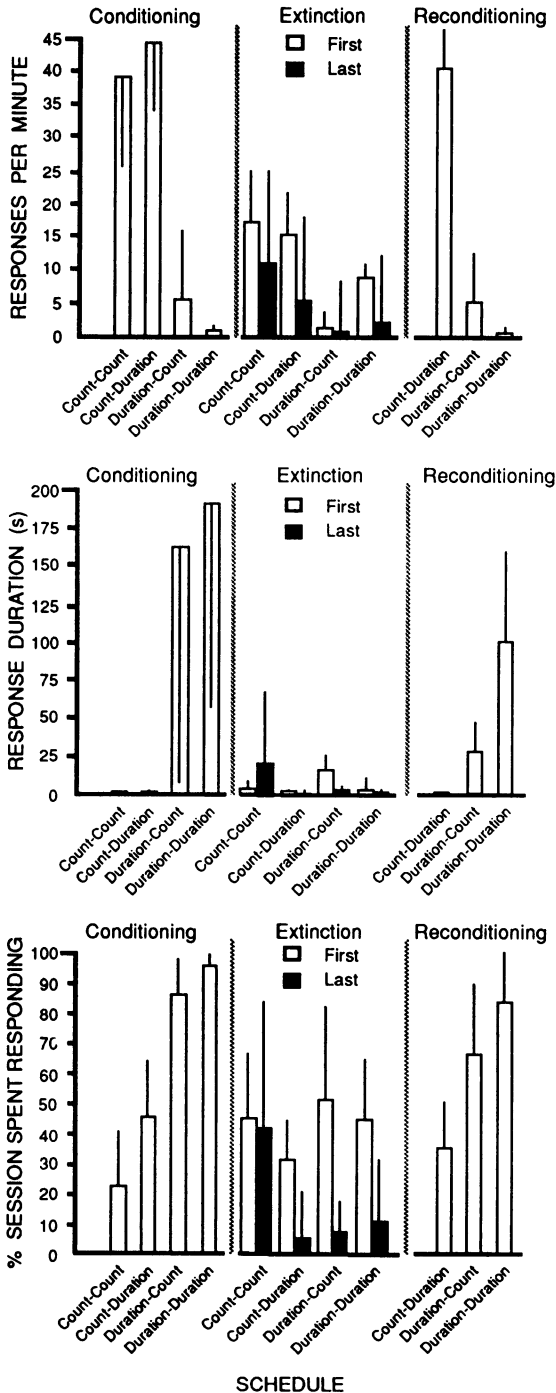 Conditioning Extinction Reconditioning
First
Last
RESPONSES PER MINUTE
45
40
35
30
25
20
15
10
5
0
Count-Count
Count-Duration
Duration-Count
Duration-Duration
Count-Count
Count-Duration
Duration-Count
Duration-Duration
Count-Duration
Duration-Count
Duration-Duration
Conditioning Extinction Reconditioning
First
Last
RESPONSE DURATION (s)
200
175
150
125
100
75
50
25
0
Count-Count
Count-Duration
Duration-Count
Duration-Duration
Count-Count
Count-Duration
Duration-Count
Duration-Duration
Count-Duration
Duration-Count
Duration-Duration
Conditioning Extinction Reconditioning
First
Last
% SESSION SPENT RESPONDING
100
90
80
7C
60
50
40
30
20
10
0
Count-Count
Count-Duration
Duration-Count
Duration-Duration
Count-Count
Count-Duration
Duration-Count
Duration-Duration
Count-Duration
Duration-Count
Duration-Duration
SCHEDULE